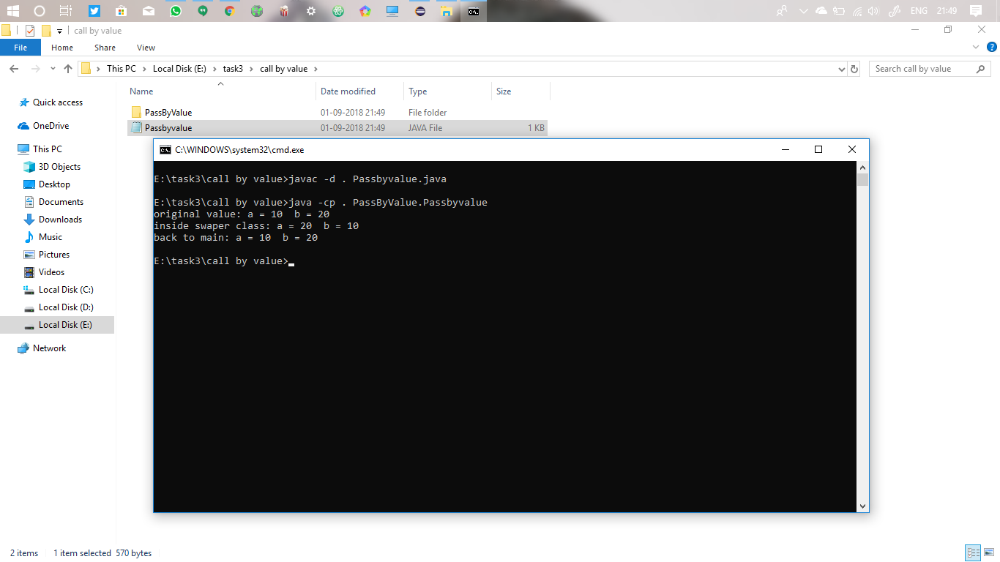 ENG 21:49
call by value
File Home Share View
This PC Local Disk (E:) task3 call by value
Search call by value
Name Date modified Type Size
PassByValue 01-09-2018 21:49 File folder
Passbyvalue 01-09-2018 21:49 JAVA File 1 KB
Quick access
OneDrive
This PC
3D Objects
Desktop
Documents
Downloads
Music
Pictures
Videos
Local Disk (C:)
Local Disk (D:)
Local Disk (E:)
Network
C:\WINDOWS\system32\cmd.exe
E:\task3\call by value>javac -d . Passbyvalue.java
E:\task3\call by value>java -cp . PassByValue.Passbyvalue
original value: a = 10  b = 20
inside swaper class: a = 20  b = 10
back to main: a = 10  b = 20
E:\task3\call by value>
2 items 1 item selected 570 bytes